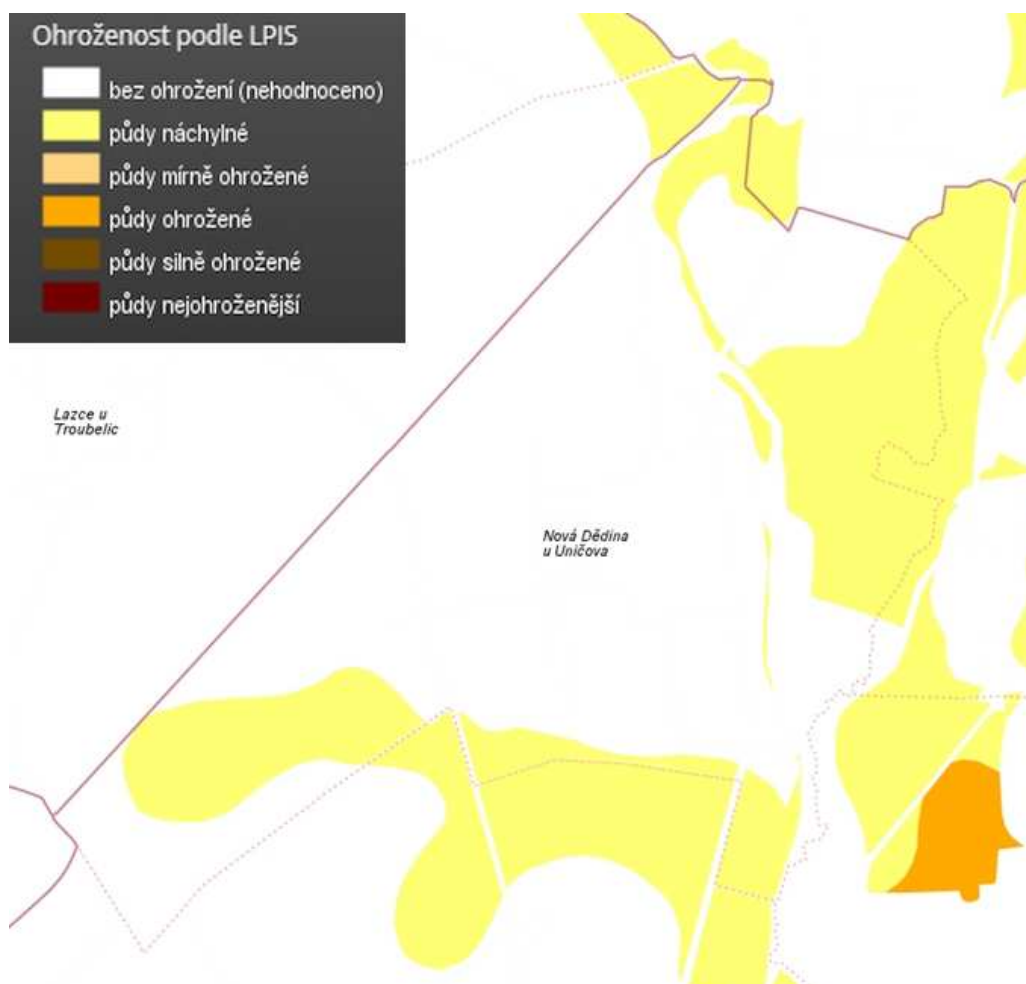 Ohroženost podle LPIS
bez ohrožení (nehodnoceno)
půdy náchylné
půdy mírně ohrožené
půdy ohrožené
půdy silně ohrožené
půdy nejohroženější
Lazce u
Troubelic
Nová Dědina
u Uničova